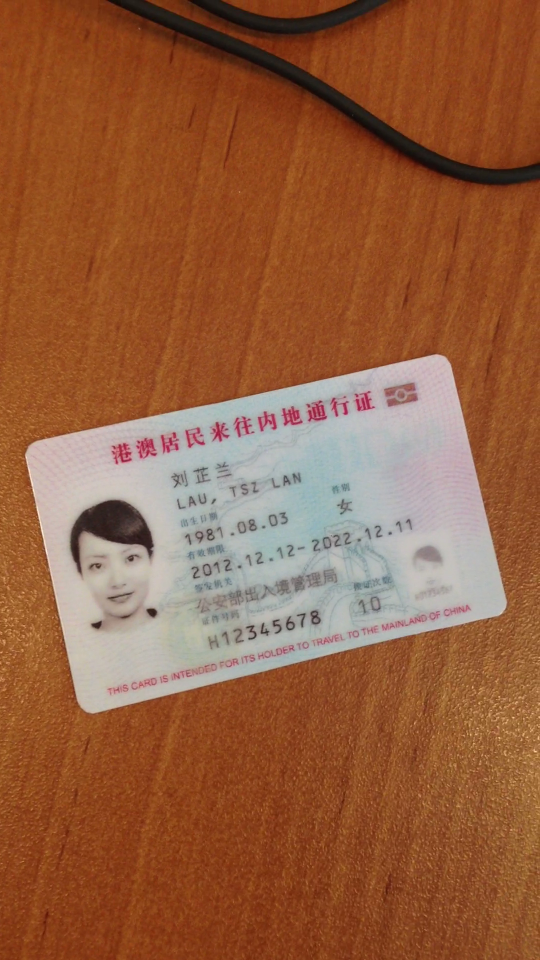 港澳居民来往内地通行证
刘芷兰
LAU, TSZ LAN
出生日期 性别
1981.08.03 女
有效期限
2012.12.12-2022.12.11
签发机关
公安部出入境管理局
证件号码 换证次数
H12345678 10
THIS CARD IS INTENDED FOR ITS HOLDER TO TRAVEL TO THE MAINLAND OF CHINA